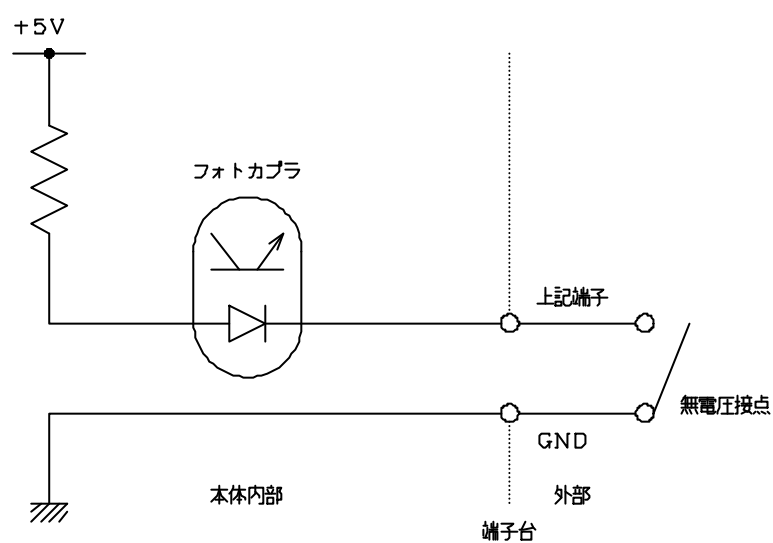 +5V
フォトカプラ
上記端子
無電圧接点
GND
本体内部
外部
端子台